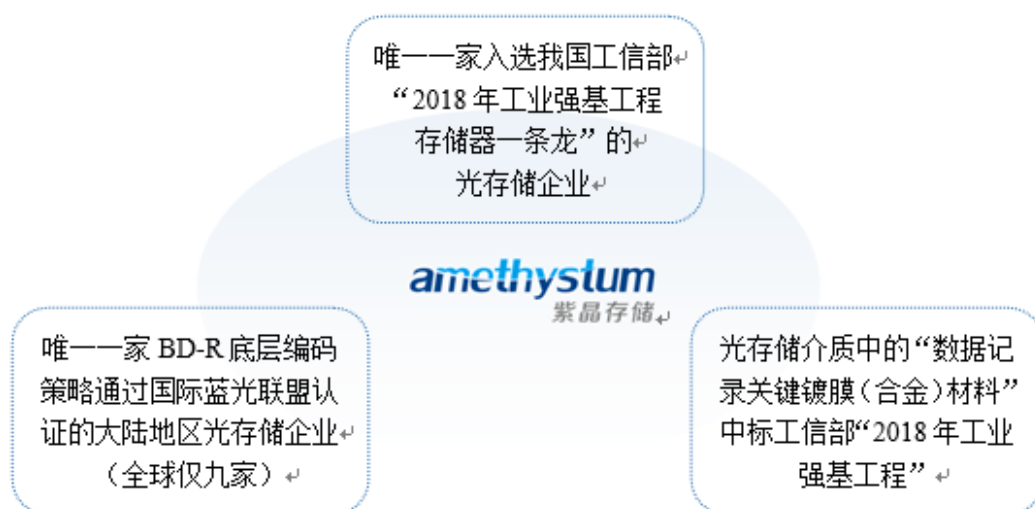 唯一一家入选我国工信部
“2018 年工业强基工程
存储器一条龙”的
光存储企业
amethystum
紫晶存储
唯一一家 BD-R 底层编码
策略通过国际蓝光联盟认
证的大陆地区光存储企业
（全球仅九家）
光存储介质中的“数据记
录关键镀膜（合金）材料”
中标工信部“2018 年工业
强基工程”